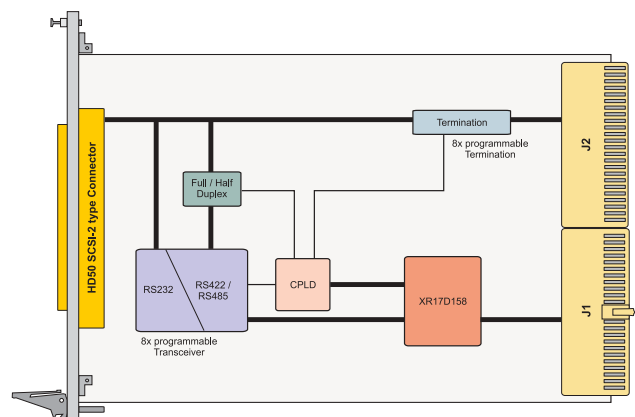 HD50 SCSI-2 type Connector
Termination
8x programmable
Termination
J2
Full / Half
Duplex
RS232
RS422 /
RS485
CPLD
XR17D158
J1
8x programmable
Transceiver